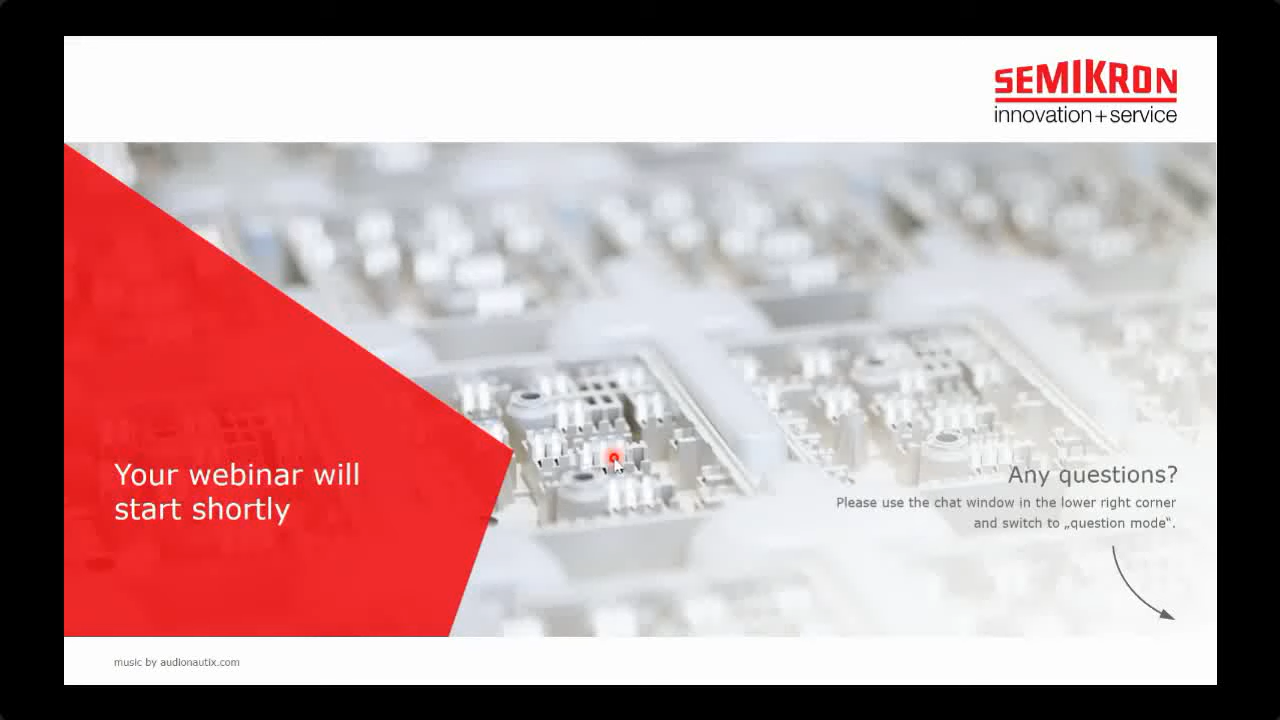 SEMIKRON
innovation+service
Your webinar will
start shortly
Any questions?
Please use the chat window in the lower right corner
and switch to „question mode“.
music by audionautix.com